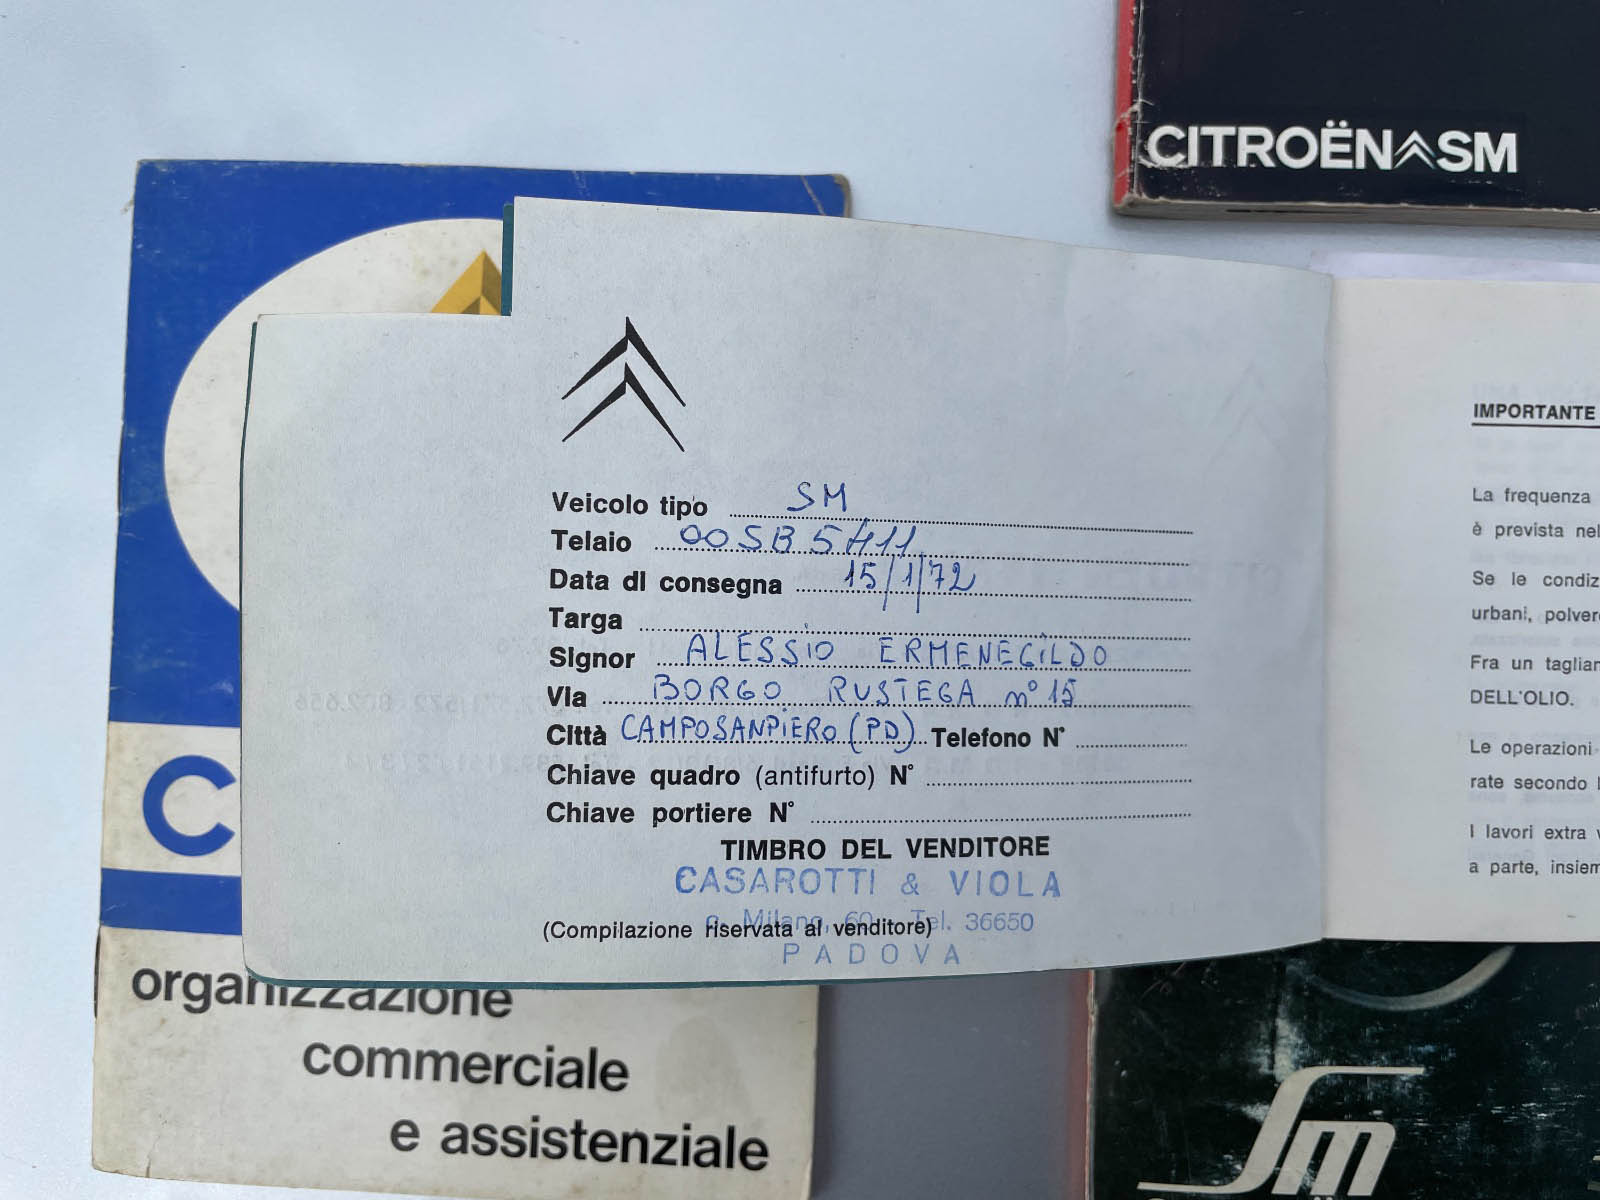 CITROËN SM
Veicolo tipo SM
Telaio 00SB5411
Data di consegna 15/1/72
Targa
Signor ALESSIO ERMENEGILDO
Via BORGO RUSTEGA n° 15
Città CAMPOSANPIERO (PD) Telefono N°
Chiave quadro (antifurto) N°
Chiave portiere N°
TIMBRO DEL VENDITORE
CASAROTTI & VIOLA
c. Milano, 60 - Tel. 36650
(Compilazione riservata al venditore)
PADOVA
IMPORTANTE
La frequenza
è prevista nel
Se le condiz
urbani, polver
Fra un taglian
DELL'OLIO.
Le operazioni
rate secondo
I lavori extra
a parte, insiem
C
organizzazione
commerciale
e assistenziale
Sm